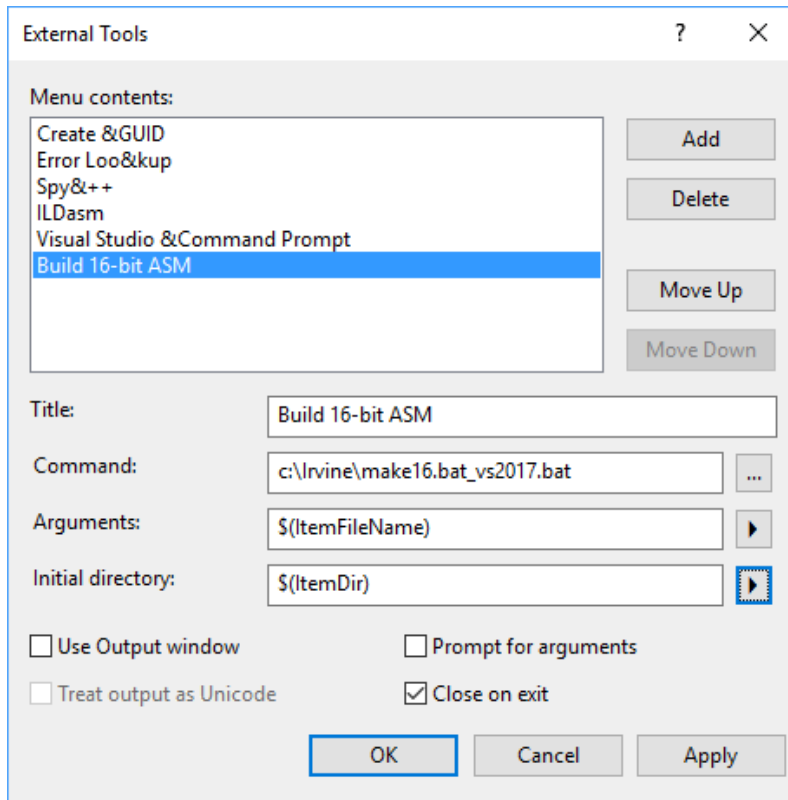 External Tools
?
Menu contents:
Create &GUID
Error Loo&kup
Spy&++
ILDasm
Visual Studio &Command Prompt
Build 16-bit ASM
Add
Delete
Move Up
Move Down
Title: Build 16-bit ASM
Command: c:\Irvine\make16.bat_vs2017.bat ...
Arguments: $(ItemFileName)
Initial directory: $(ItemDir)
Use Output window Prompt for arguments
Treat output as Unicode Close on exit
OK Cancel Apply